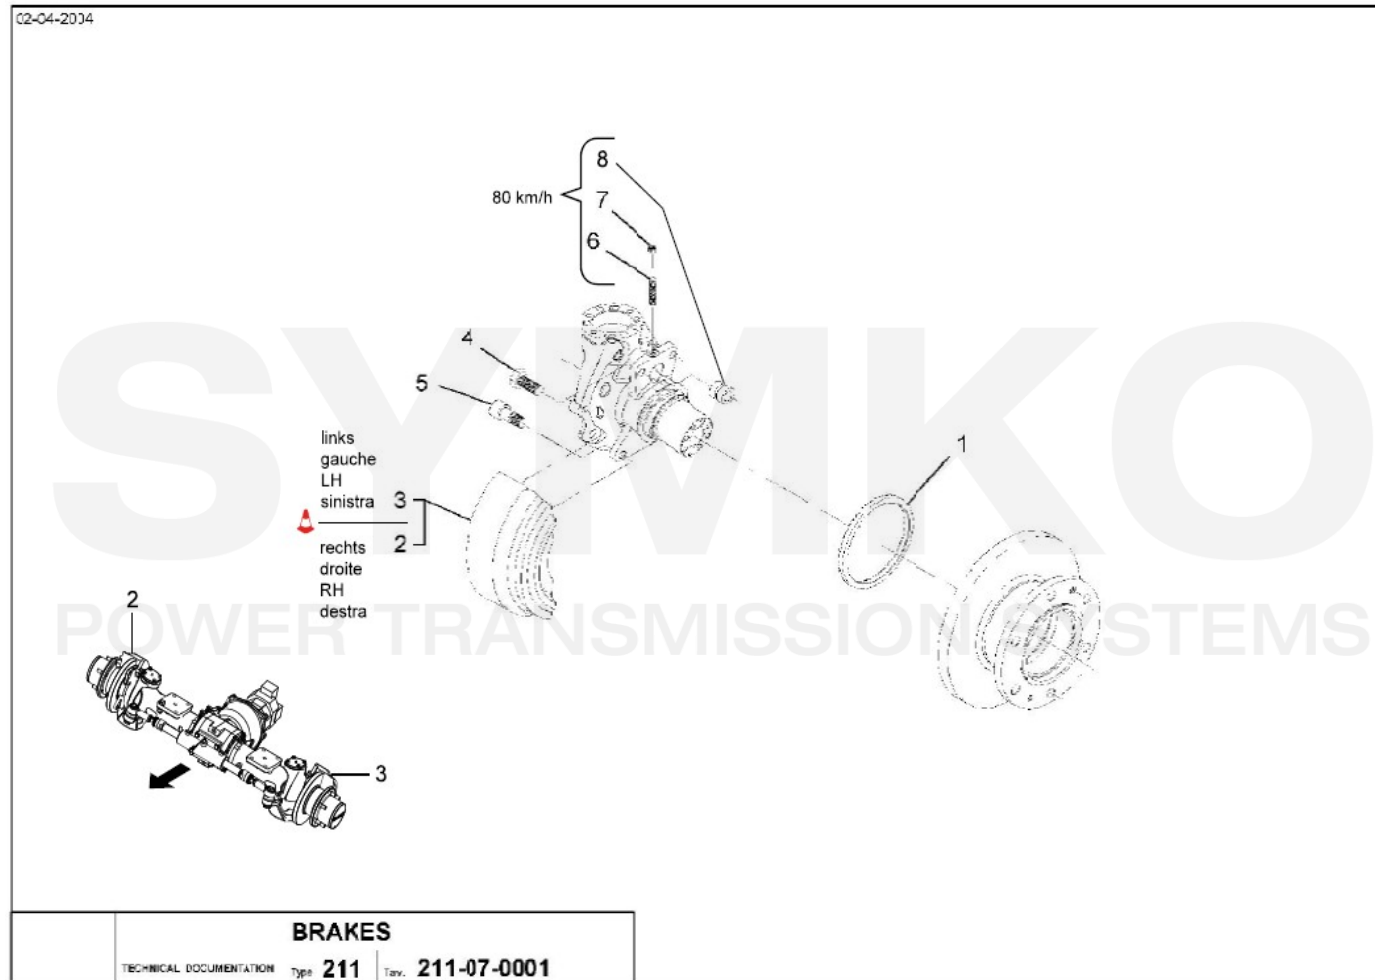 02-04-2004
8
80 km/h
7
6
4
5
1
links
gauche
LH
sinistra 3
2
rechts
droite
RH
destra
2
3
SYMKO
POWER TRANSMISSION SYSTEMS
BRAKES
TECHNICAL DOCUMENTATION Type 211 Tav. 211-07-0001